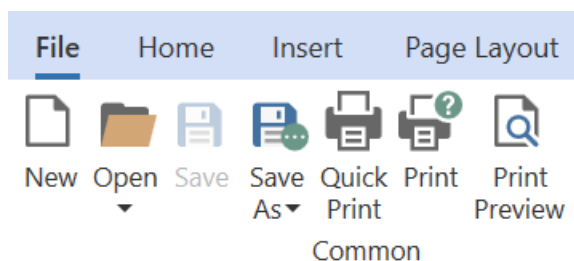 File Home Insert Page Layout
New Open Save Save As Quick Print Print Print Preview
Common